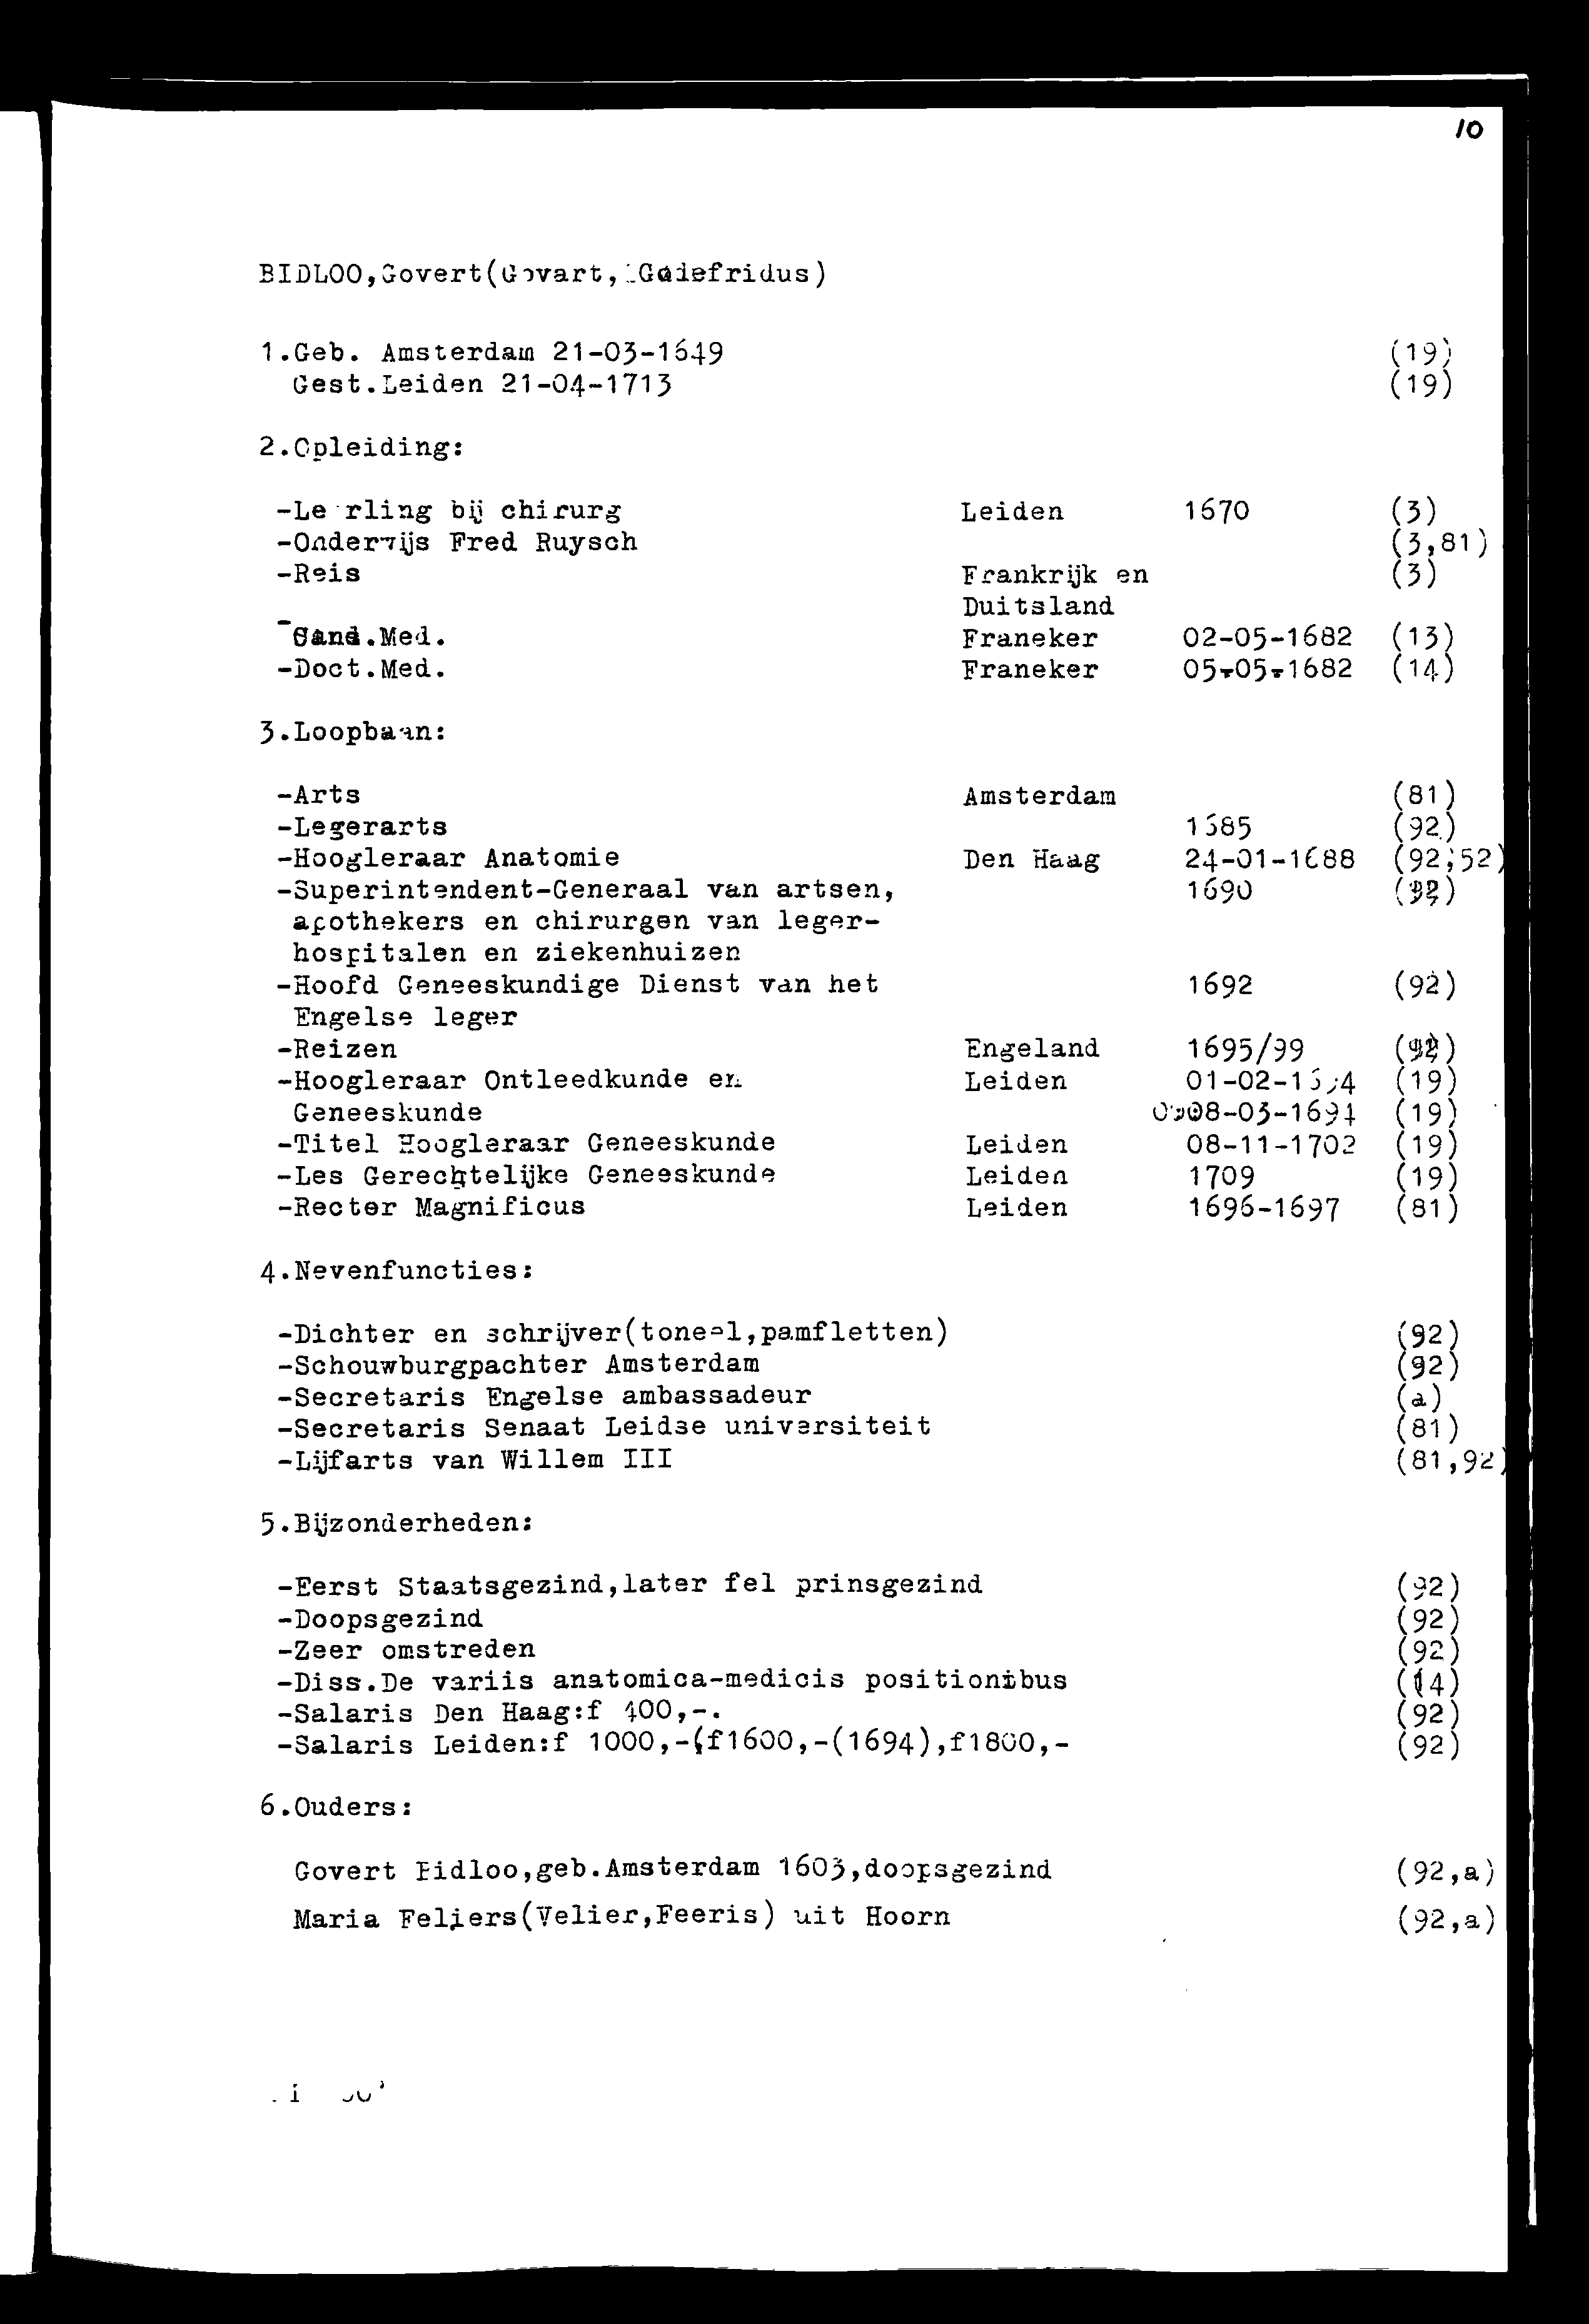 10
BIDLOO,Govert(Govart, Godefridus)
1.Geb. Amsterdam 21-03-1649 (19)
Gest.Leiden 21-04-1713 (19)
2.Opleiding:
-Leerling bij chirurg Leiden 1670 (3)
-Onderwijs Fred Ruysch (3,81)
-Reis Frankrijk en (3)
Duitsland
-Cand.Med. Franeker 02-05-1682 (13)
-Doct.Med. Franeker 05-05-1682 (14)
3.Loopbaan:
-Arts Amsterdam (81)
-Legerarts 1685 (92)
-Hoogleraar Anatomie Den Haag 24-01-1688 (92,52)
-Superintendent-Generaal van artsen, 1690 (92)
apothekers en chirurgen van leger-
hospitalen en ziekenhuizen
-Hoofd Geneeskundige Dienst van het 1692 (92)
Engelse leger
-Reizen Engeland 1695/99 (92)
-Hoogleraar Ontleedkunde en Leiden 01-02-1694 (19)
Geneeskunde 08-03-1694 (19)
-Titel Hoogleraar Geneeskunde Leiden 08-11-1702 (19)
-Les Gerechtelijke Geneeskunde Leiden 1709 (19)
-Rector Magnificus Leiden 1696-1697 (81)
4.Nevenfuncties:
-Dichter en schrijver(toneel,pamfletten) (92)
-Schouwburgpachter Amsterdam (92)
-Secretaris Engelse ambassadeur (a)
-Secretaris Senaat Leidse universiteit (81)
-Lijfarts van Willem III (81,92)
5.Bijzonderheden:
-Eerst Staatsgezind,later fel prinsgezind (92)
-Doopsgezind (92)
-Zeer omstreden (92)
-Diss.De variis anatomica-medicis positionibus (14)
-Salaris Den Haag:f 400,-. (92)
-Salaris Leiden:f 1000,-(f1600,-(1694),f1800,- (92)
6.Ouders:
Govert Bidloo,geb.Amsterdam 1603,doopsgezind (92,a)
Maria Feliers(Velier,Feeris) uit Hoorn (92,a)